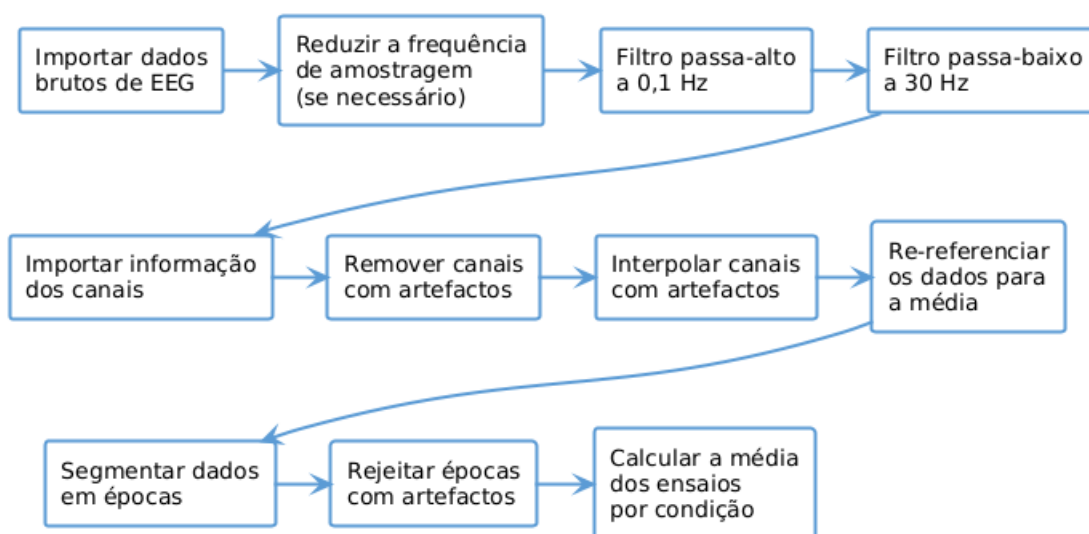 Importar dados
brutos de EEG
Reduzir a frequência
de amostragem
(se necessário)
Filtro passa-alto
a 0,1 Hz
Filtro passa-baixo
a 30 Hz
Importar informação
dos canais
Remover canais
com artefactos
Interpolar canais
com artefactos
Re-referenciar
os dados para
a média
Segmentar dados
em épocas
Rejeitar épocas
com artefactos
Calcular a média
dos ensaios
por condição